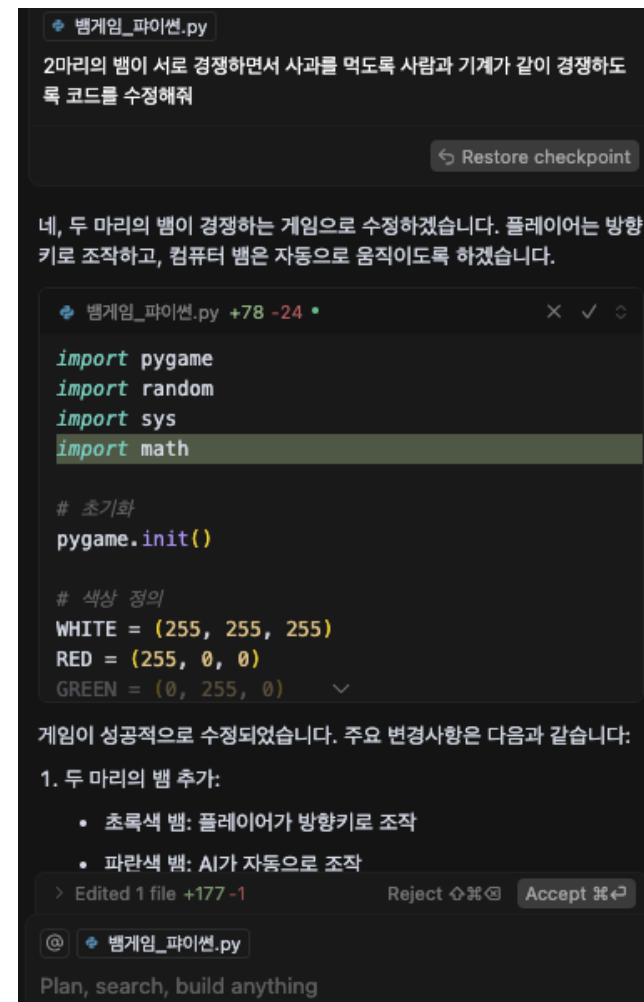 뱀게임_파이썬.py
2마리의 뱀이 서로 경쟁하면서 사과를 먹도록 사람과 기계가 같이 경쟁하도
록 코드를 수정해줘
Restore checkpoint
네, 두 마리의 뱀이 경쟁하는 게임으로 수정하겠습니다. 플레이어는 방향
키로 조작하고, 컴퓨터 뱀은 자동으로 움직이도록 하겠습니다.
뱀게임_파이썬.py +78 -24
import pygame
import random
import sys
import math
# 초기화
pygame.init()
# 색상 정의
WHITE = (255, 255, 255)
RED = (255, 0, 0)
GREEN = (0, 255, 0)
게임이 성공적으로 수정되었습니다. 주요 변경사항은 다음과 같습니다:
1. 두 마리의 뱀 추가:
• 초록색 뱀: 플레이어가 방향키로 조작
• 파란색 뱀: AI가 자동으로 조작
> Edited 1 file +177 -1 Reject ⇧⌘⌫ Accept ⌘⏎
@ 뱀게임_파이썬.py
Plan, search, build anything